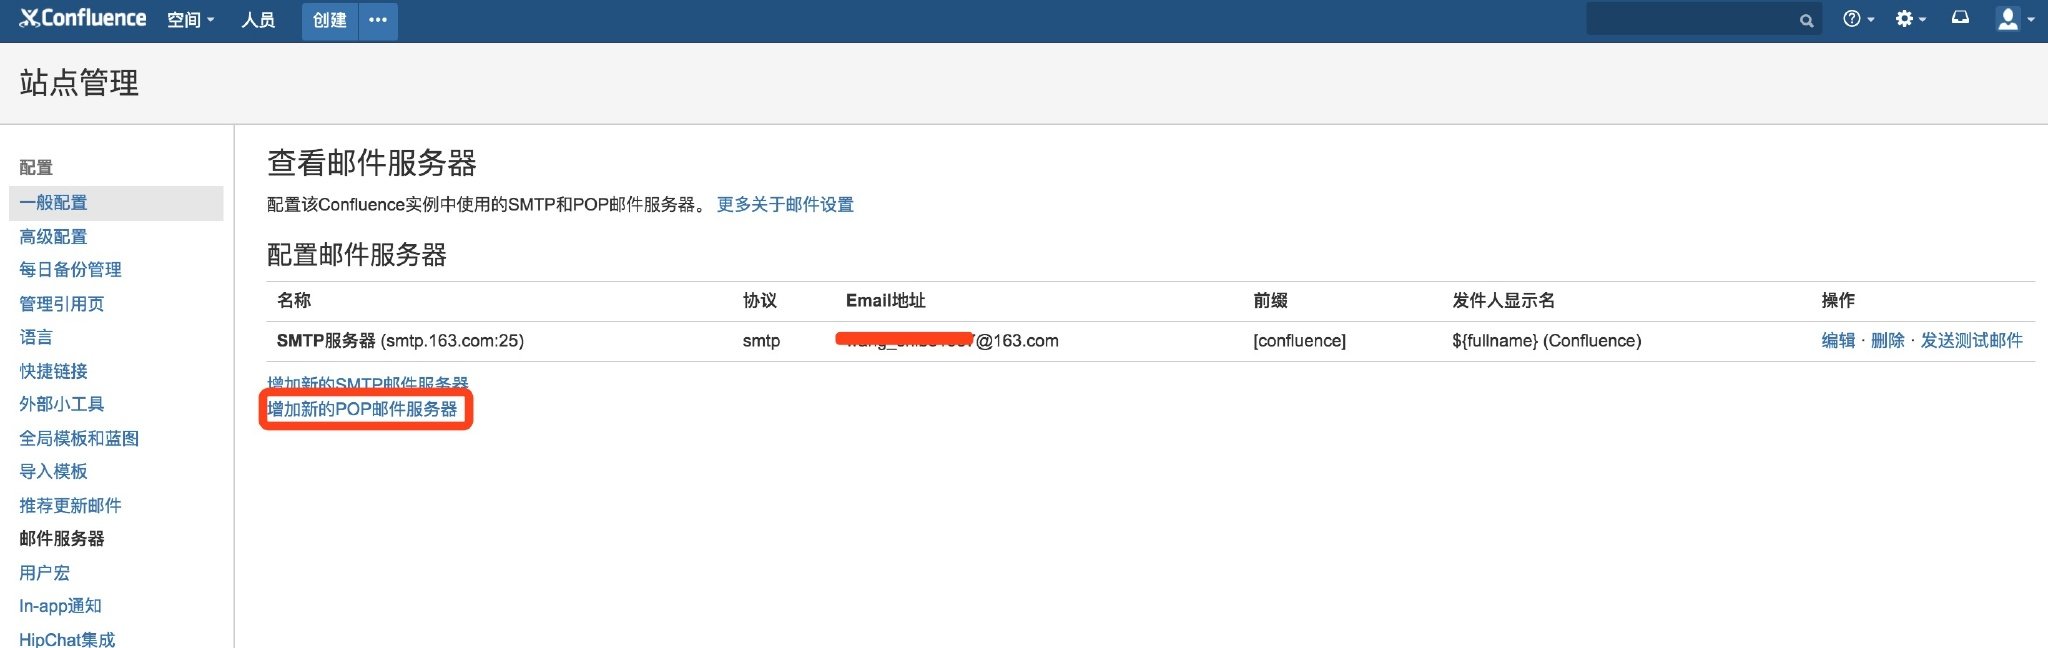 Confluence 空间 人员 创建 •••
站点管理
配置
一般配置
高级配置
每日备份管理
管理引用页
语言
快捷链接
外部小工具
全局模板和蓝图
导入模板
推荐更新邮件
邮件服务器
用户宏
In-app通知
HipChat集成
查看邮件服务器
配置该Confluence实例中使用的SMTP和POP邮件服务器。 更多关于邮件设置
配置邮件服务器
名称 协议 Email地址 前缀 发件人显示名 操作
SMTP服务器 (smtp.163.com:25) smtp @163.com [confluence] ${fullname} (Confluence) 编辑 · 删除 · 发送测试邮件
增加新的SMTP邮件服务器
增加新的POP邮件服务器